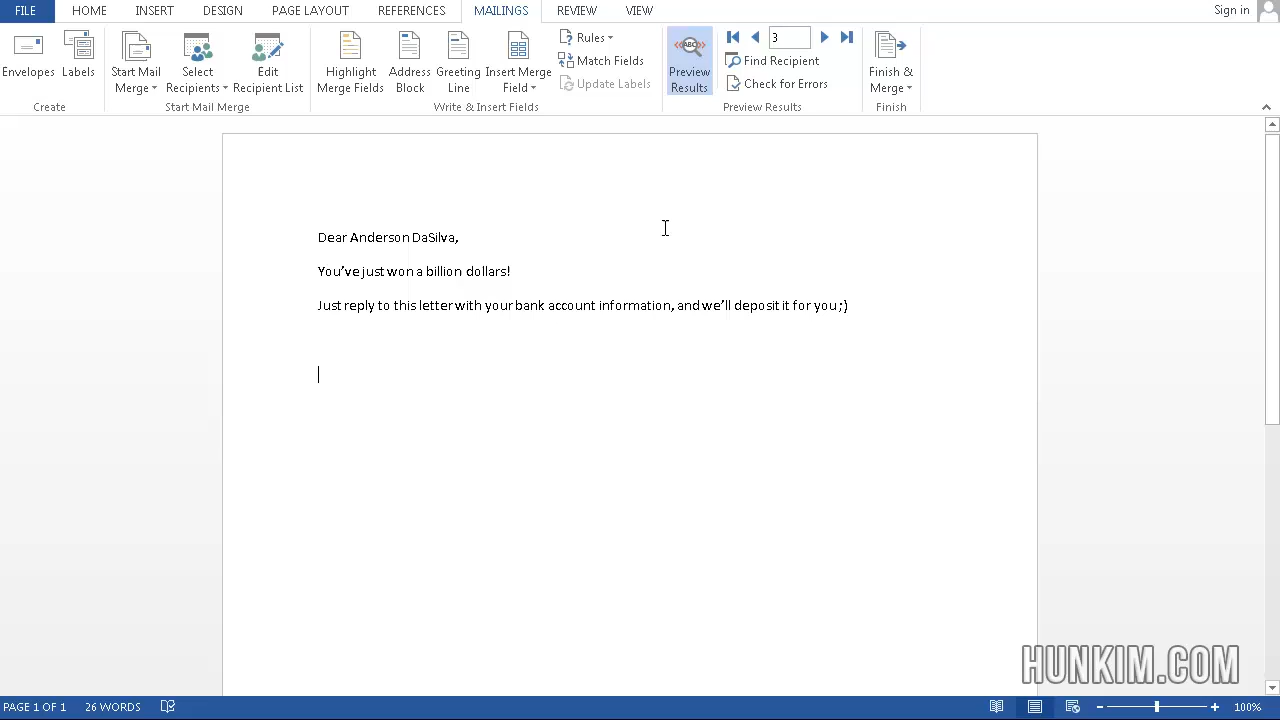 FILE HOME INSERT DESIGN PAGE LAYOUT REFERENCES MAILINGS REVIEW VIEW Sign in
Envelopes
Labels
Create
Start Mail
Merge
Select
Recipients
Edit
Recipient List
Start Mail Merge
Highlight
Merge Fields
Address
Block
Greeting
Line
Insert Merge
Field
Rules
Match Fields
Update Labels
Write & Insert Fields
ABC
Preview
Results
3
Find Recipient
Check for Errors
Preview Results
Finish &
Merge
Finish
Dear Anderson DaSilva,
You've just won a billion dollars!
Just reply to this letter with your bank account information, and we'll deposit it for you ;)
HUNKIM.COM
PAGE 1 OF 1 26 WORDS 100%